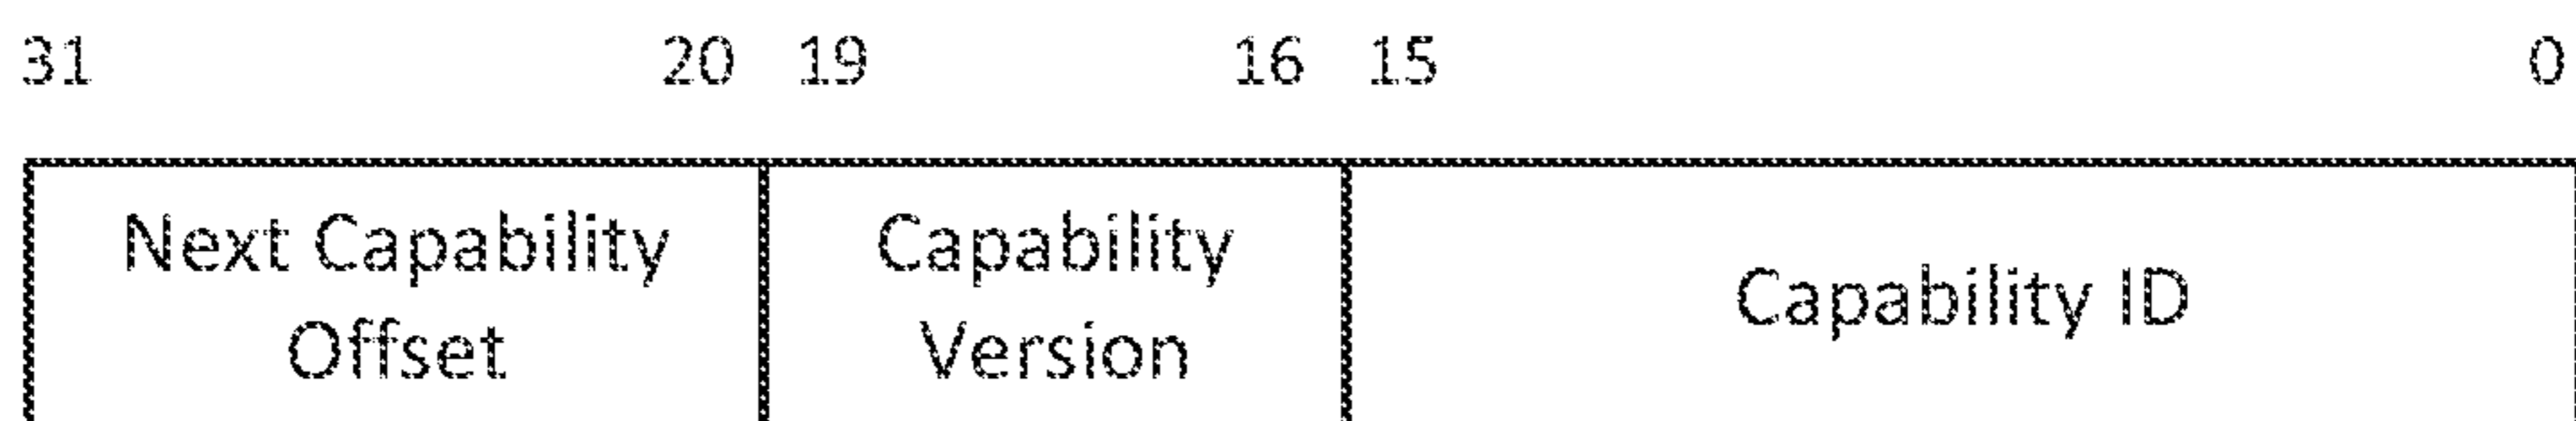 31 20 19 16 15 0
Next Capability Offset
Capability Version
Capability ID